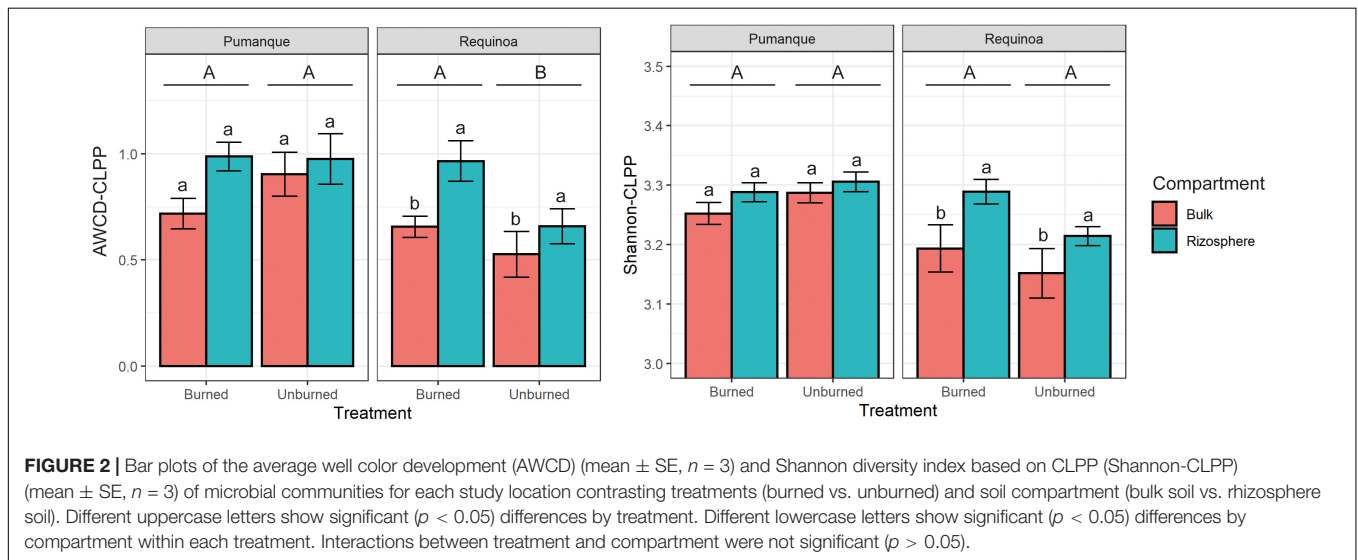 Pumanque Requinoa
A A A B
1.0
0.5
0.0
AWCD-CLPP
a a a a b a b a
Burned Unburned Burned Unburned
Treatment
Pumanque Requinoa
A A A A
3.5
3.4
3.3
3.2
3.1
3.0
Shannon-CLPP
a a a a b a b a
Burned Unburned Burned Unburned
Treatment
Compartment
Bulk
Rizosphere
FIGURE 2 | Bar plots of the average well color development (AWCD) (mean ± SE, n = 3) and Shannon diversity index based on CLPP (Shannon-CLPP)
(mean ± SE, n = 3) of microbial communities for each study location contrasting treatments (burned vs. unburned) and soil compartment (bulk soil vs. rhizosphere
soil). Different uppercase letters show significant (p < 0.05) differences by treatment. Different lowercase letters show significant (p < 0.05) differences by
compartment within each treatment. Interactions between treatment and compartment were not significant (p > 0.05).